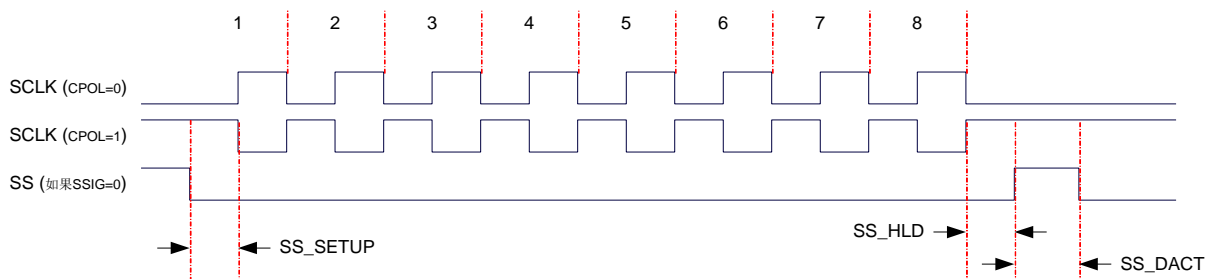 1 2 3 4 5 6 7 8
SCLK (CPOL=0)
SCLK (CPOL=1)
SS (如果SSIG=0)
SS_SETUP
SS_HLD
SS_DACT